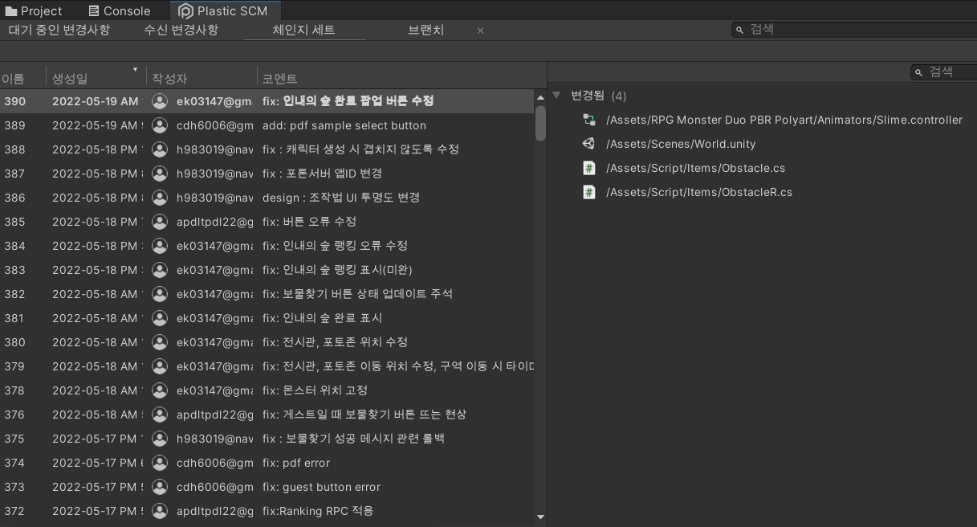 Project Console Plastic SCM
대기 중인 변경사항 수신 변경사항 체인지 세트 브랜치 × 검색
검색
이름 생성일 작성자 코멘트
390 2022-05-19 AM ek03147@gma fix: 인내의 숲 완료 팝업 버튼 수정
389 2022-05-19 AM cdh6006@gm add: pdf sample select button
388 2022-05-18 PM h983019@nav fix : 캐릭터 생성 시 겹치지 않도록 수정
387 2022-05-18 PM h983019@nav fix : 포톤서버 앱ID 변경
386 2022-05-18 PM h983019@nav design : 조작법 UI 투명도 변경
385 2022-05-18 PM apdltpdl22@g fix: 버튼 오류 수정
384 2022-05-18 PM ek03147@gma fix: 인내의 숲 랭킹 오류 수정
383 2022-05-18 PM ek03147@gma fix: 인내의 숲 랭킹 표시(미완)
382 2022-05-18 AM ek03147@gma fix: 보물찾기 버튼 상태 업데이트 주석
381 2022-05-18 AM ek03147@gma fix: 인내의 숲 완료 표시
380 2022-05-18 AM ek03147@gma fix: 전시관, 포토존 위치 수정
379 2022-05-18 AM ek03147@gma fix: 전시관, 포토존 이동 위치 수정, 구역 이동 시
378 2022-05-18 AM ek03147@gma fix: 몬스터 위치 고정
376 2022-05-18 AM apdltpdl22@g fix: 게스트일 때 보물찾기 버튼 뜨는 현상
375 2022-05-17 PM h983019@nav fix : 보물찾기 성공 메시지 관련 롤백
374 2022-05-17 PM cdh6006@gm fix: pdf error
373 2022-05-17 PM cdh6006@gm fix: guest button error
372 2022-05-17 PM apdltpdl22@g fix:Ranking RPC 적용
변경됨 (4)
/Assets/RPG Monster Duo PBR Polyart/Animators/Slime.controller
/Assets/Scenes/World.unity
/Assets/Script/Items/Obstacle.cs
/Assets/Script/Items/ObstacleR.cs